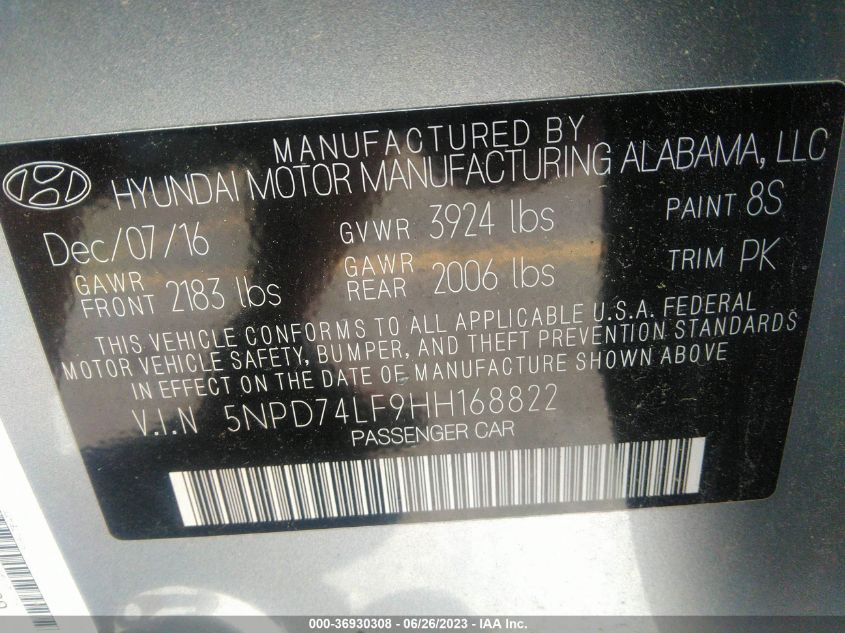 MANUFACTURED BY
HYUNDAI MOTOR MANUFACTURING ALABAMA, LLC
Dec/07/16 GVWR 3924 lbs PAINT 8S
GAWR FRONT 2183 lbs GAWR REAR 2006 lbs TRIM PK
THIS VEHICLE CONFORMS TO ALL APPLICABLE U.S.A. FEDERAL
MOTOR VEHICLE SAFETY, BUMPER, AND THEFT PREVENTION STANDARDS
IN EFFECT ON THE DATE OF MANUFACTURE SHOWN ABOVE
V.I.N 5NPD74LF9HH168822
PASSENGER CAR
000-36930308 - 06/26/2023 - IAA Inc.